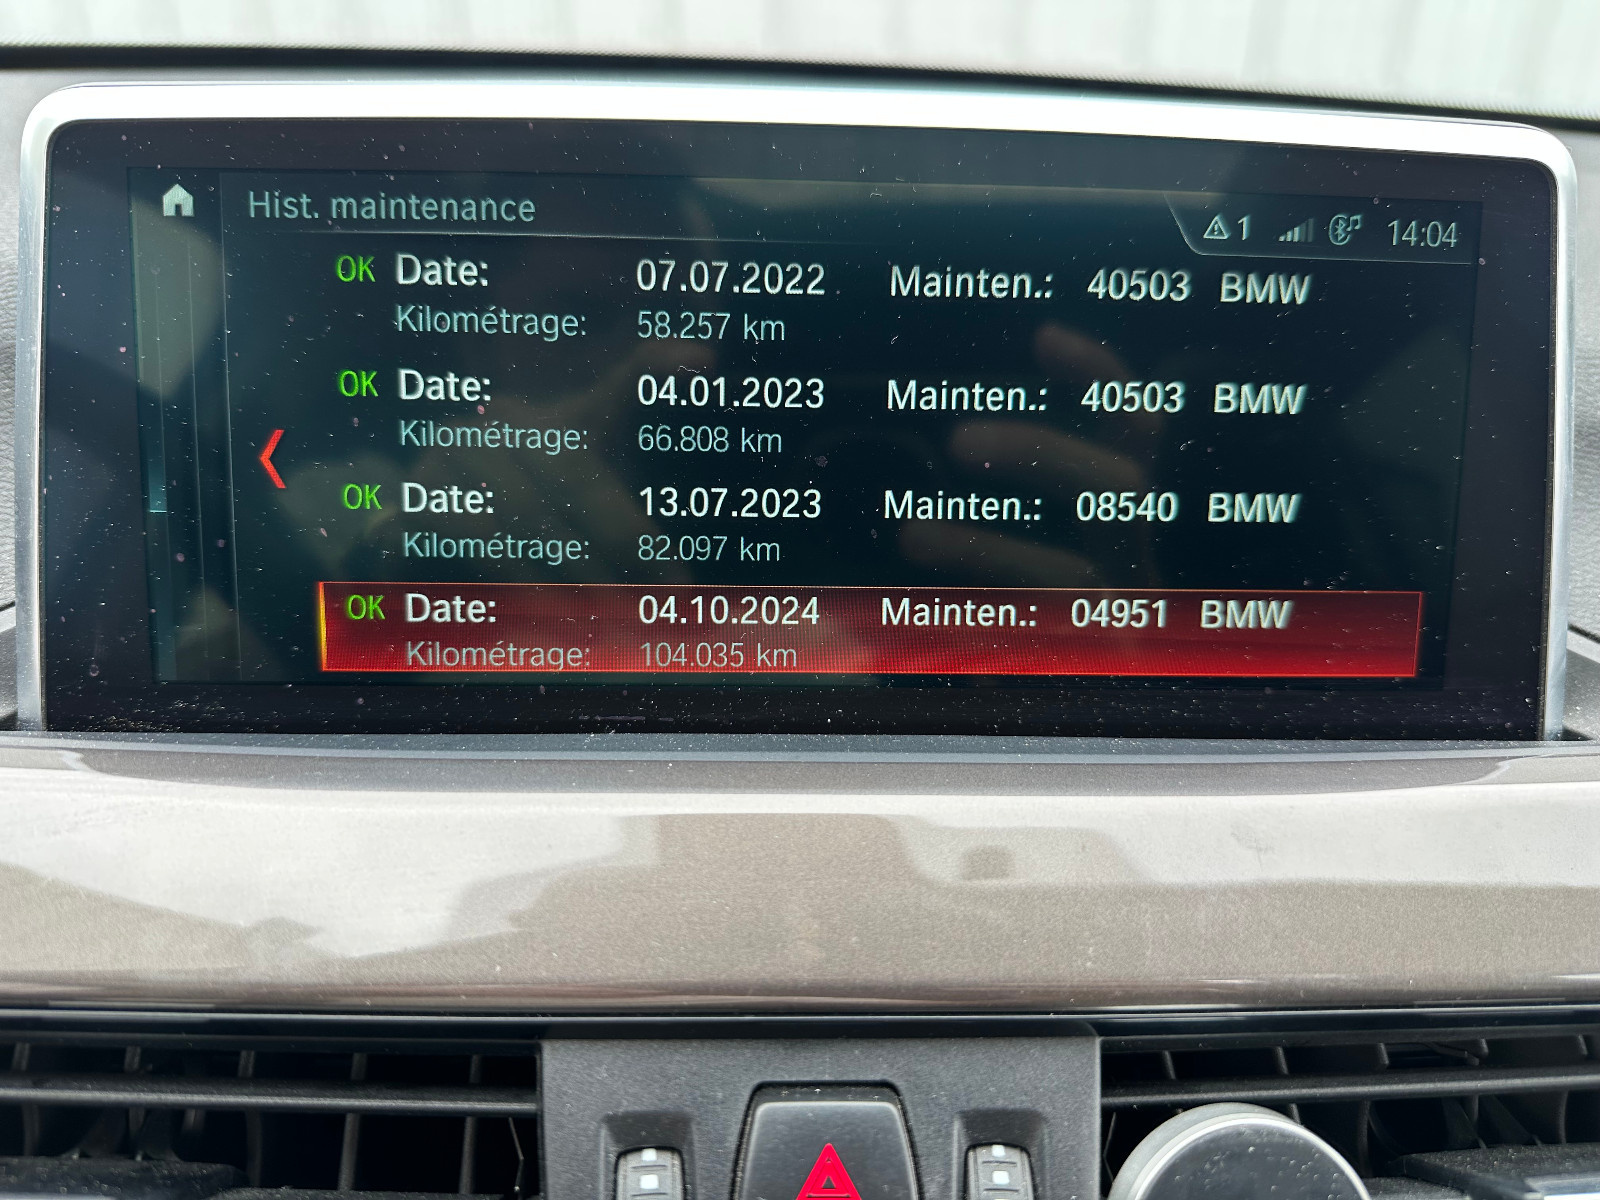 Hist. maintenance
1 14:04
OK Date: 07.07.2022 Mainten.: 40503 BMW
Kilométrage: 58.257 km
OK Date: 04.01.2023 Mainten.: 40503 BMW
Kilométrage: 66.808 km
OK Date: 13.07.2023 Mainten.: 08540 BMW
Kilométrage: 82.097 km
OK Date: 04.10.2024 Mainten.: 04951 BMW
Kilométrage: 104.035 km